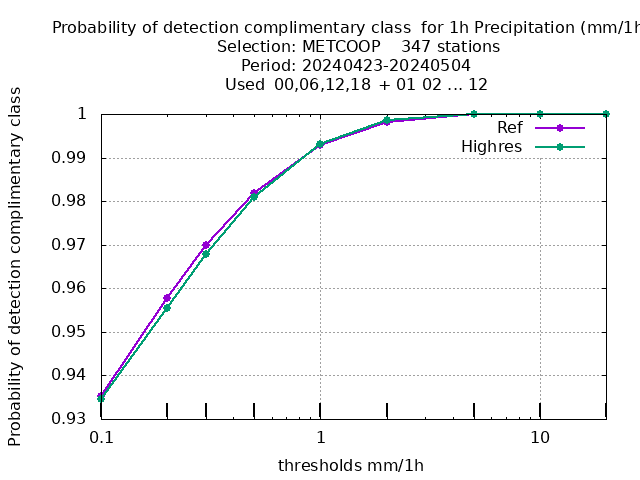 Probability of detection complimentary class for 1h Precipitation (mm/1h
Selection: METCOOP 347 stations
Period: 20240423-20240504
Used 00,06,12,18 + 01 02 ... 12
Probability of detection complimentary class
1
0.99
0.98
0.97
0.96
0.95
0.94
0.93
Ref
Highres
0.1
1
10
thresholds mm/1h